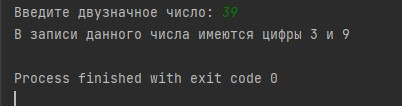 Введите двузначное число: 39
В записи данного числа имеются цифры 3 и 9
Process finished with exit code 0